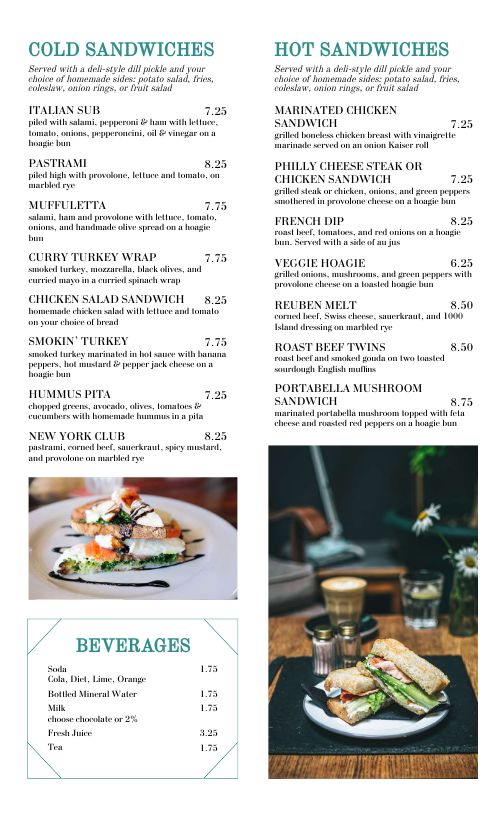 COLD SANDWICHES
Served with a deli-style dill pickle and your
choice of homemade sides: potato salad, fries,
coleslaw, onion rings, or fruit salad
ITALIAN SUB 7.25
piled with salami, pepperoni & ham with lettuce,
tomato, onions, pepperoncini, oil & vinegar on a
hoagie bun
PASTRAMI 8.25
piled high with provolone, lettuce and tomato, on
marbled rye
MUFFULETTA 7.75
salami, ham and provolone with lettuce, tomato,
onions, and handmade olive spread on a hoagie
bun
CURRY TURKEY WRAP 7.75
smoked turkey, mozzarella, black olives, and
curried mayo in a curried spinach wrap
CHICKEN SALAD SANDWICH 8.25
homemade chicken salad with lettuce and tomato
on your choice of bread
SMOKIN' TURKEY 7.75
smoked turkey marinated in hot sauce with banana
peppers, hot mustard & pepper jack cheese on a
hoagie bun
HUMMUS PITA 7.25
chopped greens, avocado, olives, tomatoes &
cucumbers with homemade hummus in a pita
NEW YORK CLUB 8.25
pastrami, corned beef, sauerkraut, spicy mustard,
and provolone on marbled rye
BEVERAGES
Soda 1.75
Cola, Diet, Lime, Orange
Bottled Mineral Water 1.75
Milk 1.75
choose chocolate or 2%
Fresh Juice 3.25
Tea 1.75
HOT SANDWICHES
Served with a deli-style dill pickle and your
choice of homemade sides: potato salad, fries,
coleslaw, onion rings, or fruit salad
MARINATED CHICKEN
SANDWICH 7.25
grilled boneless chicken breast with vinaigrette
marinade served on an onion Kaiser roll
PHILLY CHEESE STEAK OR
CHICKEN SANDWICH 7.25
grilled steak or chicken, onions, and green peppers
smothered in provolone cheese on a hoagie bun
FRENCH DIP 8.25
roast beef, tomatoes, and red onions on a hoagie
bun. Served with a side of au jus
VEGGIE HOAGIE 6.25
grilled onions, mushrooms, and green peppers with
provolone cheese on a toasted hoagie bun
REUBEN MELT 8.50
corned beef, Swiss cheese, sauerkraut, and 1000
Island dressing on marbled rye
ROAST BEEF TWINS 8.50
roast beef and smoked gouda on two toasted
sourdough English muffins
PORTABELLA MUSHROOM
SANDWICH 8.75
marinated portabella mushroom topped with feta
cheese and roasted red peppers on a hoagie bun